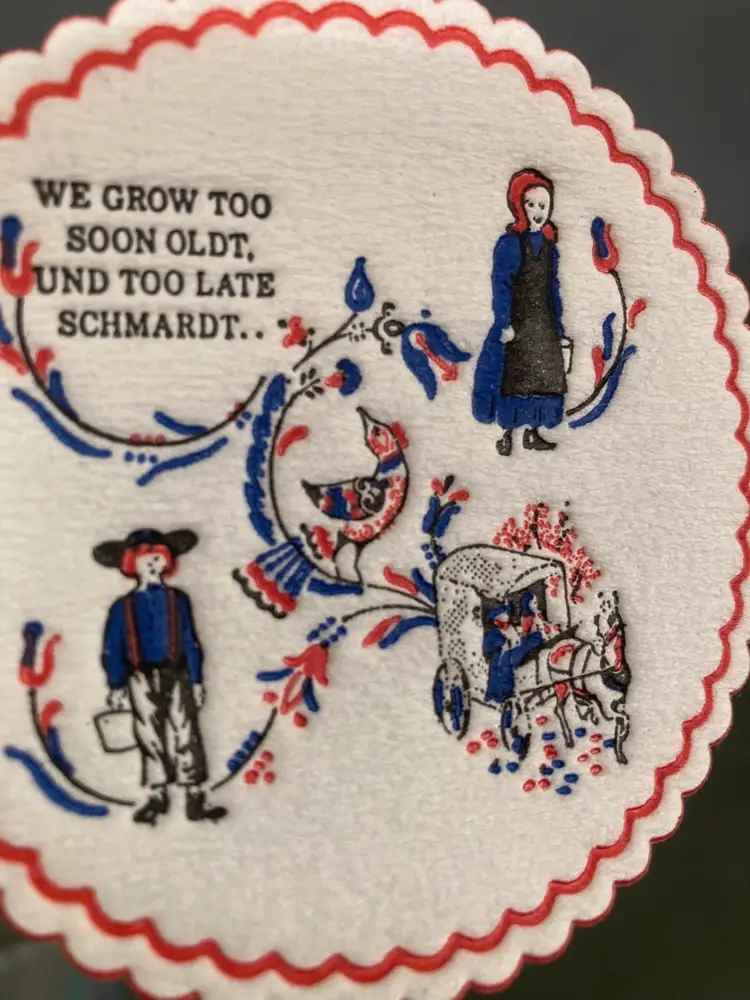 WE GROW TOO
SOON OLDT,
UND TOO LATE
SCHMARDT..